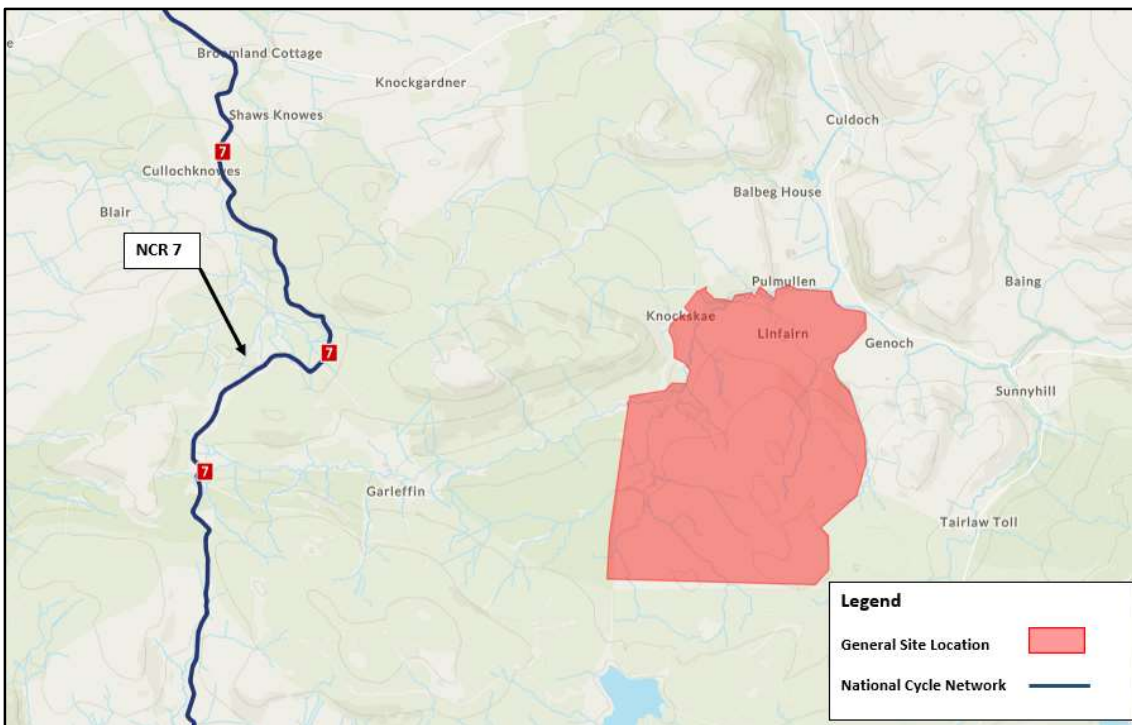 e
Broomland Cottage
Knockgardner
Shaws Knowes
Culdoch
7
Cullochknowes
Balbeg House
Blair
NCR 7
Pulmullen
Baing
Knockskae
Linfairn
Genoch
7
Sunnyhill
7
Garleffin
Tairlaw Toll
Legend
General Site Location
National Cycle Network